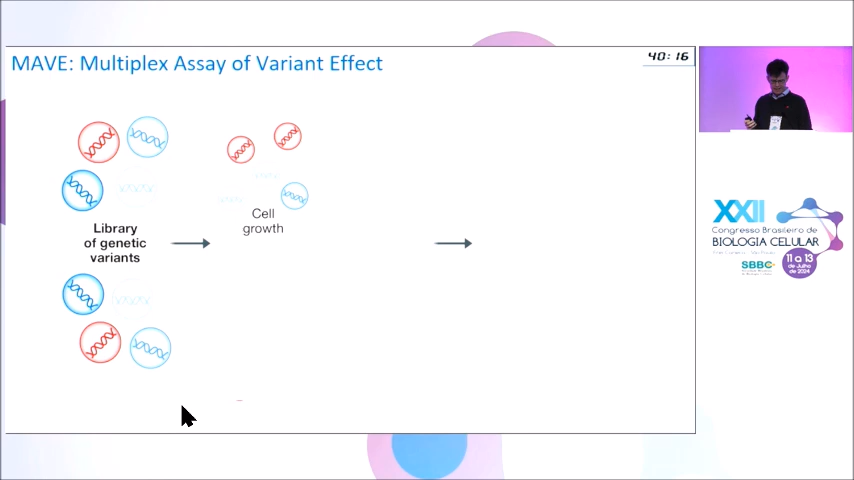 MAVE: Multiplex Assay of Variant Effect
40:16
Library
of genetic
variants
Cell
growth
XXII
Congresso Brasileiro de
BIOLOGIA CELULAR
SBBC
11 a 13
de Julho
de 2024